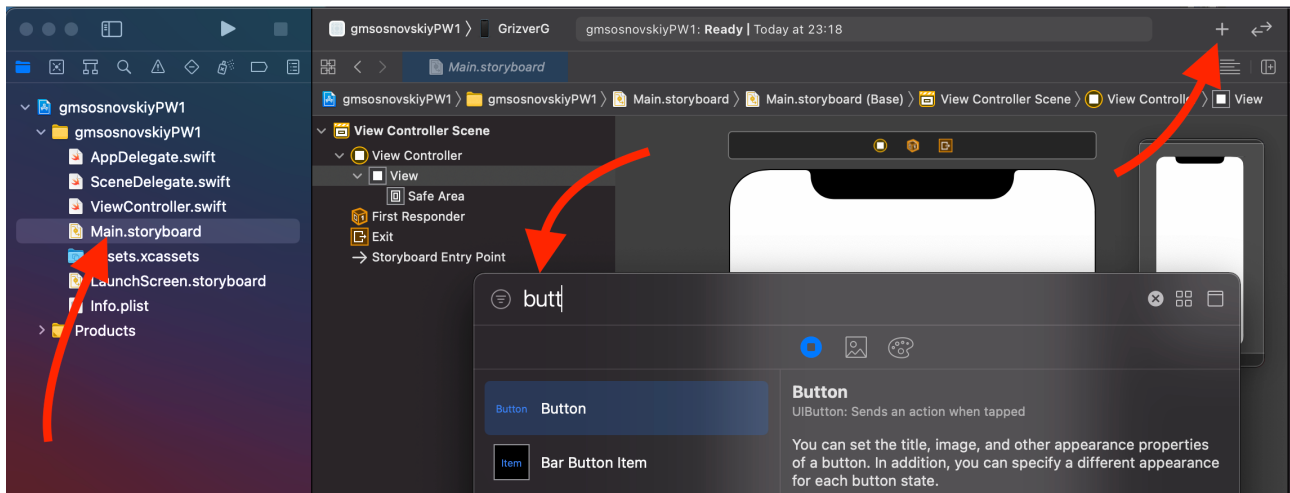 gmsosnovskiyPW1 〉 GrizverG
gmsosnovskiyPW1: Ready | Today at 23:18
Main.storyboard
gmsosnovskiyPW1 〉 gmsosnovskiyPW1 〉 Main.storyboard 〉 Main.storyboard (Base) 〉 View Controller Scene 〉 View 〉 View
gmsosnovskiyPW1
gmsosnovskiyPW1
AppDelegate.swift
SceneDelegate.swift
ViewController.swift
Main.storyboard
sets.xcassets
LaunchScreen.storyboard
Info.plist
Products
View Controller Scene
View Controller
View
Safe Area
First Responder
Exit
Storyboard Entry Point
butt
Button
Button
Item
Bar Button Item
Button
UIButton: Sends an action when tapped
You can set the title, image, and other appearance properties
of a button. In addition, you can specify a different appearance
for each button state.